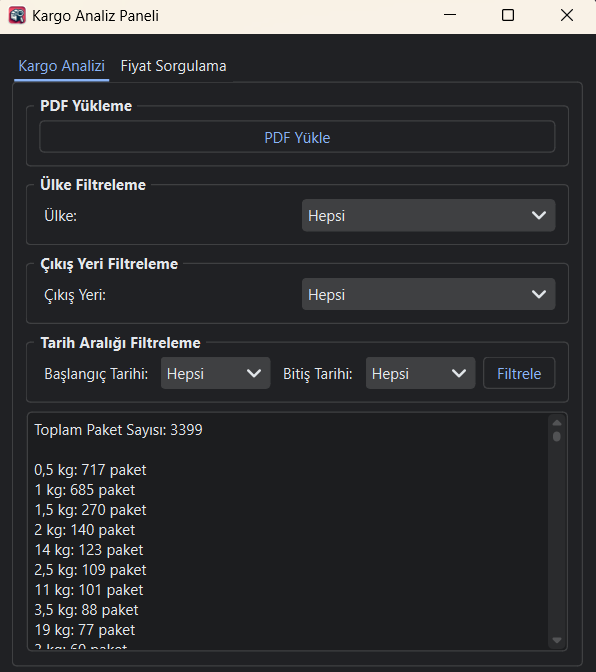 Kargo Analiz Paneli
Kargo Analizi Fiyat Sorgulama
PDF Yükleme
PDF Yükle
Ülke Filtreleme
Ülke: Hepsi
Çıkış Yeri Filtreleme
Çıkış Yeri: Hepsi
Tarih Aralığı Filtreleme
Başlangıç Tarihi: Hepsi Bitiş Tarihi: Hepsi Filtrele
Toplam Paket Sayısı: 3399
0,5 kg: 717 paket
1 kg: 685 paket
1,5 kg: 270 paket
2 kg: 140 paket
14 kg: 123 paket
2,5 kg: 109 paket
11 kg: 101 paket
3,5 kg: 88 paket
19 kg: 77 paket
kg: 60 paket